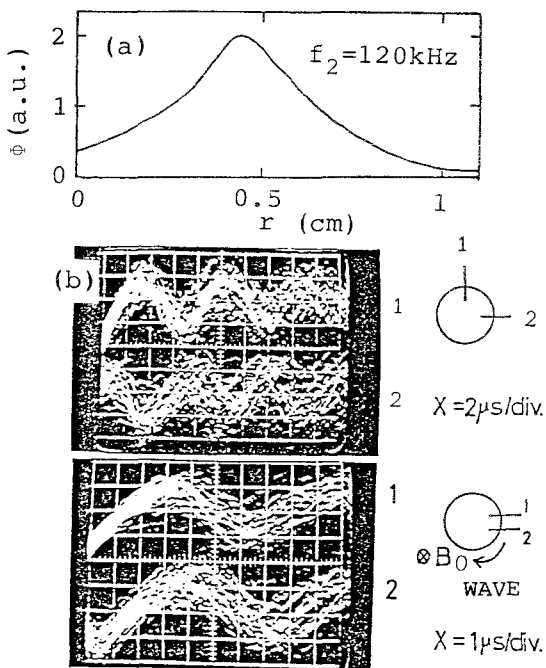 (a)
f₂=120kHz
Φ(a.u.)
2
1
0
0
0.5
1
r (cm)
(b)
1
2
1
2
X=2μs/div.
1
2
1
2
⊗B₀
WAVE
X=1μs/div.